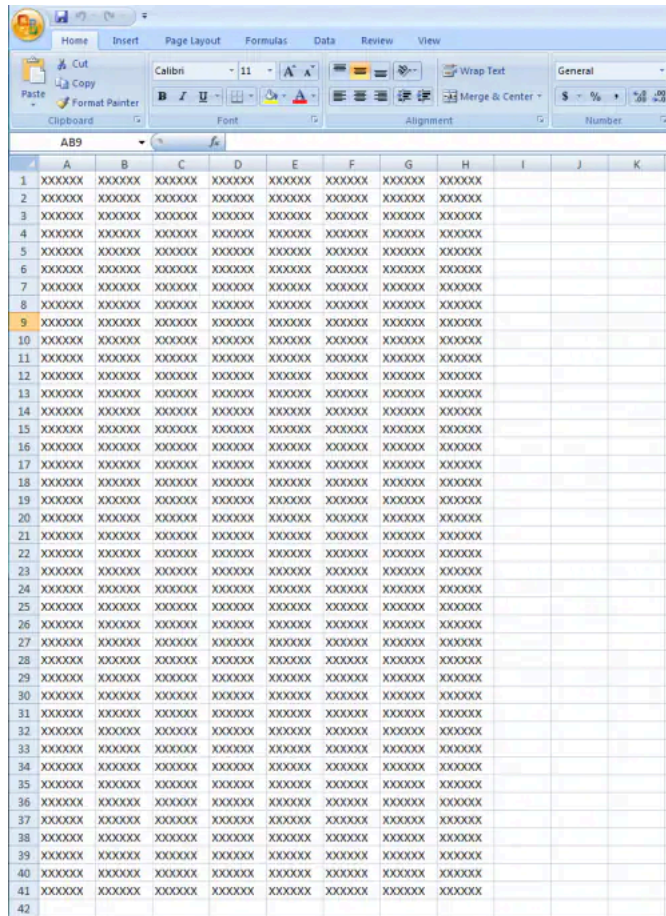 Home Insert Page Layout Formulas Data Review View
Cut
Copy
Format Painter
Paste
Calibri 11 A A
Wrap Text
General
B I U A
Merge & Center
$ % , .0 .00 .00
Clipboard Font Alignment Number
AB9 fx
A B C D E F G H I J K
1 XXXXXX XXXXXX XXXXXX XXXXXX XXXXXX XXXXXX XXXXXX XXXXXX
2 XXXXXX XXXXXX XXXXXX XXXXXX XXXXXX XXXXXX XXXXXX XXXXXX
3 XXXXXX XXXXXX XXXXXX XXXXXX XXXXXX XXXXXX XXXXXX XXXXXX
4 XXXXXX XXXXXX XXXXXX XXXXXX XXXXXX XXXXXX XXXXXX XXXXXX
5 XXXXXX XXXXXX XXXXXX XXXXXX XXXXXX XXXXXX XXXXXX XXXXXX
6 XXXXXX XXXXXX XXXXXX XXXXXX XXXXXX XXXXXX XXXXXX XXXXXX
7 XXXXXX XXXXXX XXXXXX XXXXXX XXXXXX XXXXXX XXXXXX XXXXXX
8 XXXXXX XXXXXX XXXXXX XXXXXX XXXXXX XXXXXX XXXXXX XXXXXX
9 XXXXXX XXXXXX XXXXXX XXXXXX XXXXXX XXXXXX XXXXXX XXXXXX
10 XXXXXX XXXXXX XXXXXX XXXXXX XXXXXX XXXXXX XXXXXX XXXXXX
11 XXXXXX XXXXXX XXXXXX XXXXXX XXXXXX XXXXXX XXXXXX XXXXXX
12 XXXXXX XXXXXX XXXXXX XXXXXX XXXXXX XXXXXX XXXXXX XXXXXX
13 XXXXXX XXXXXX XXXXXX XXXXXX XXXXXX XXXXXX XXXXXX XXXXXX
14 XXXXXX XXXXXX XXXXXX XXXXXX XXXXXX XXXXXX XXXXXX XXXXXX
15 XXXXXX XXXXXX XXXXXX XXXXXX XXXXXX XXXXXX XXXXXX XXXXXX
16 XXXXXX XXXXXX XXXXXX XXXXXX XXXXXX XXXXXX XXXXXX XXXXXX
17 XXXXXX XXXXXX XXXXXX XXXXXX XXXXXX XXXXXX XXXXXX XXXXXX
18 XXXXXX XXXXXX XXXXXX XXXXXX XXXXXX XXXXXX XXXXXX XXXXXX
19 XXXXXX XXXXXX XXXXXX XXXXXX XXXXXX XXXXXX XXXXXX XXXXXX
20 XXXXXX XXXXXX XXXXXX XXXXXX XXXXXX XXXXXX XXXXXX XXXXXX
21 XXXXXX XXXXXX XXXXXX XXXXXX XXXXXX XXXXXX XXXXXX XXXXXX
22 XXXXXX XXXXXX XXXXXX XXXXXX XXXXXX XXXXXX XXXXXX XXXXXX
23 XXXXXX XXXXXX XXXXXX XXXXXX XXXXXX XXXXXX XXXXXX XXXXXX
24 XXXXXX XXXXXX XXXXXX XXXXXX XXXXXX XXXXXX XXXXXX XXXXXX
25 XXXXXX XXXXXX XXXXXX XXXXXX XXXXXX XXXXXX XXXXXX XXXXXX
26 XXXXXX XXXXXX XXXXXX XXXXXX XXXXXX XXXXXX XXXXXX XXXXXX
27 XXXXXX XXXXXX XXXXXX XXXXXX XXXXXX XXXXXX XXXXXX XXXXXX
28 XXXXXX XXXXXX XXXXXX XXXXXX XXXXXX XXXXXX XXXXXX XXXXXX
29 XXXXXX XXXXXX XXXXXX XXXXXX XXXXXX XXXXXX XXXXXX XXXXXX
30 XXXXXX XXXXXX XXXXXX XXXXXX XXXXXX XXXXXX XXXXXX XXXXXX
31 XXXXXX XXXXXX XXXXXX XXXXXX XXXXXX XXXXXX XXXXXX XXXXXX
32 XXXXXX XXXXXX XXXXXX XXXXXX XXXXXX XXXXXX XXXXXX XXXXXX
33 XXXXXX XXXXXX XXXXXX XXXXXX XXXXXX XXXXXX XXXXXX XXXXXX
34 XXXXXX XXXXXX XXXXXX XXXXXX XXXXXX XXXXXX XXXXXX XXXXXX
35 XXXXXX XXXXXX XXXXXX XXXXXX XXXXXX XXXXXX XXXXXX XXXXXX
36 XXXXXX XXXXXX XXXXXX XXXXXX XXXXXX XXXXXX XXXXXX XXXXXX
37 XXXXXX XXXXXX XXXXXX XXXXXX XXXXXX XXXXXX XXXXXX XXXXXX
38 XXXXXX XXXXXX XXXXXX XXXXXX XXXXXX XXXXXX XXXXXX XXXXXX
39 XXXXXX XXXXXX XXXXXX XXXXXX XXXXXX XXXXXX XXXXXX XXXXXX
40 XXXXXX XXXXXX XXXXXX XXXXXX XXXXXX XXXXXX XXXXXX XXXXXX
41 XXXXXX XXXXXX XXXXXX XXXXXX XXXXXX XXXXXX XXXXXX XXXXXX
42